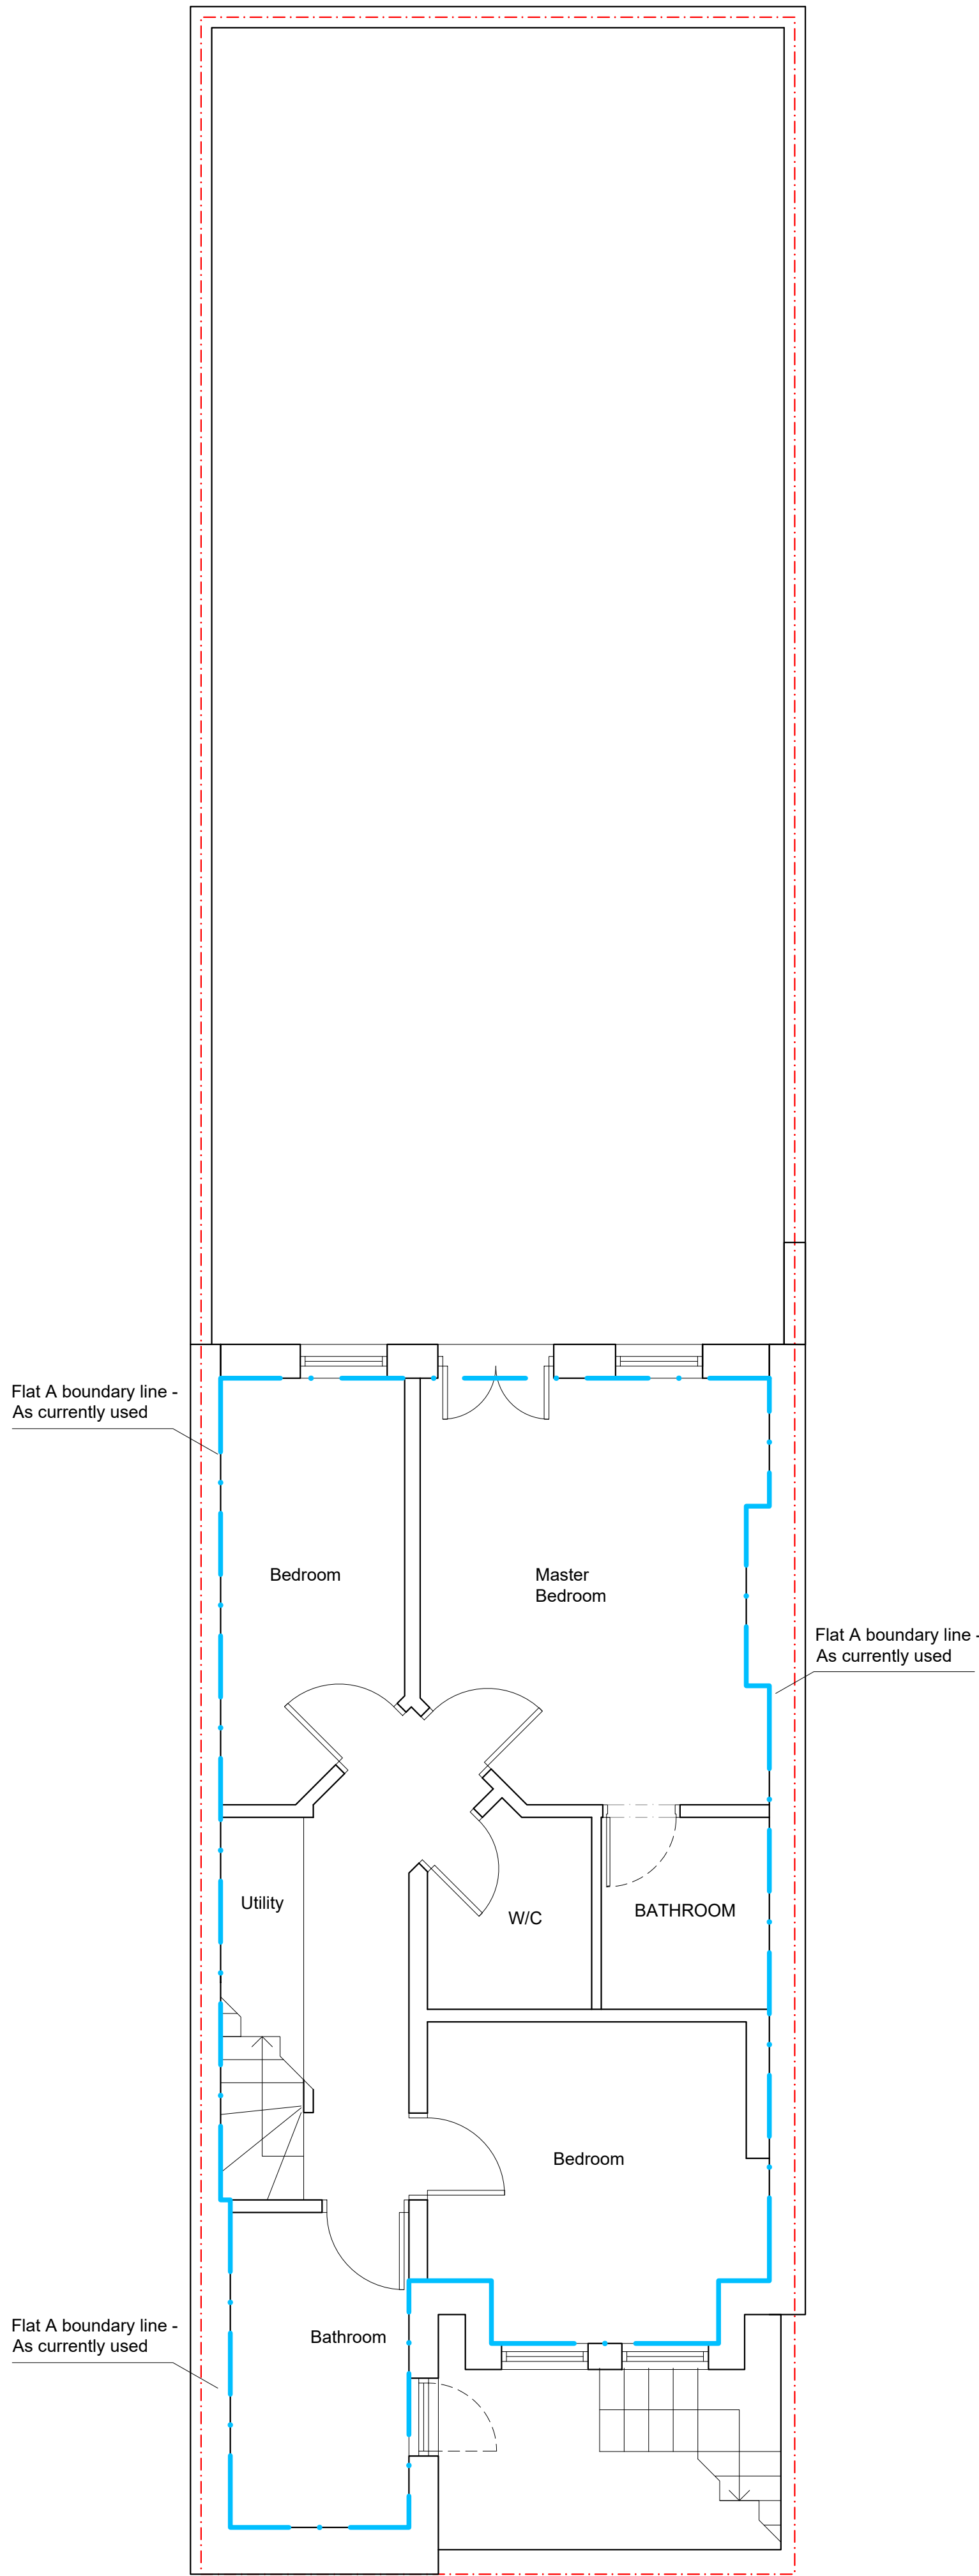 Flat A boundary line -
As currently used
Bedroom
Master
Bedroom
Flat A boundary line -
As currently used
Utility
W/C
BATHROOM
Bedroom
Flat A boundary line -
As currently used
Bathroom